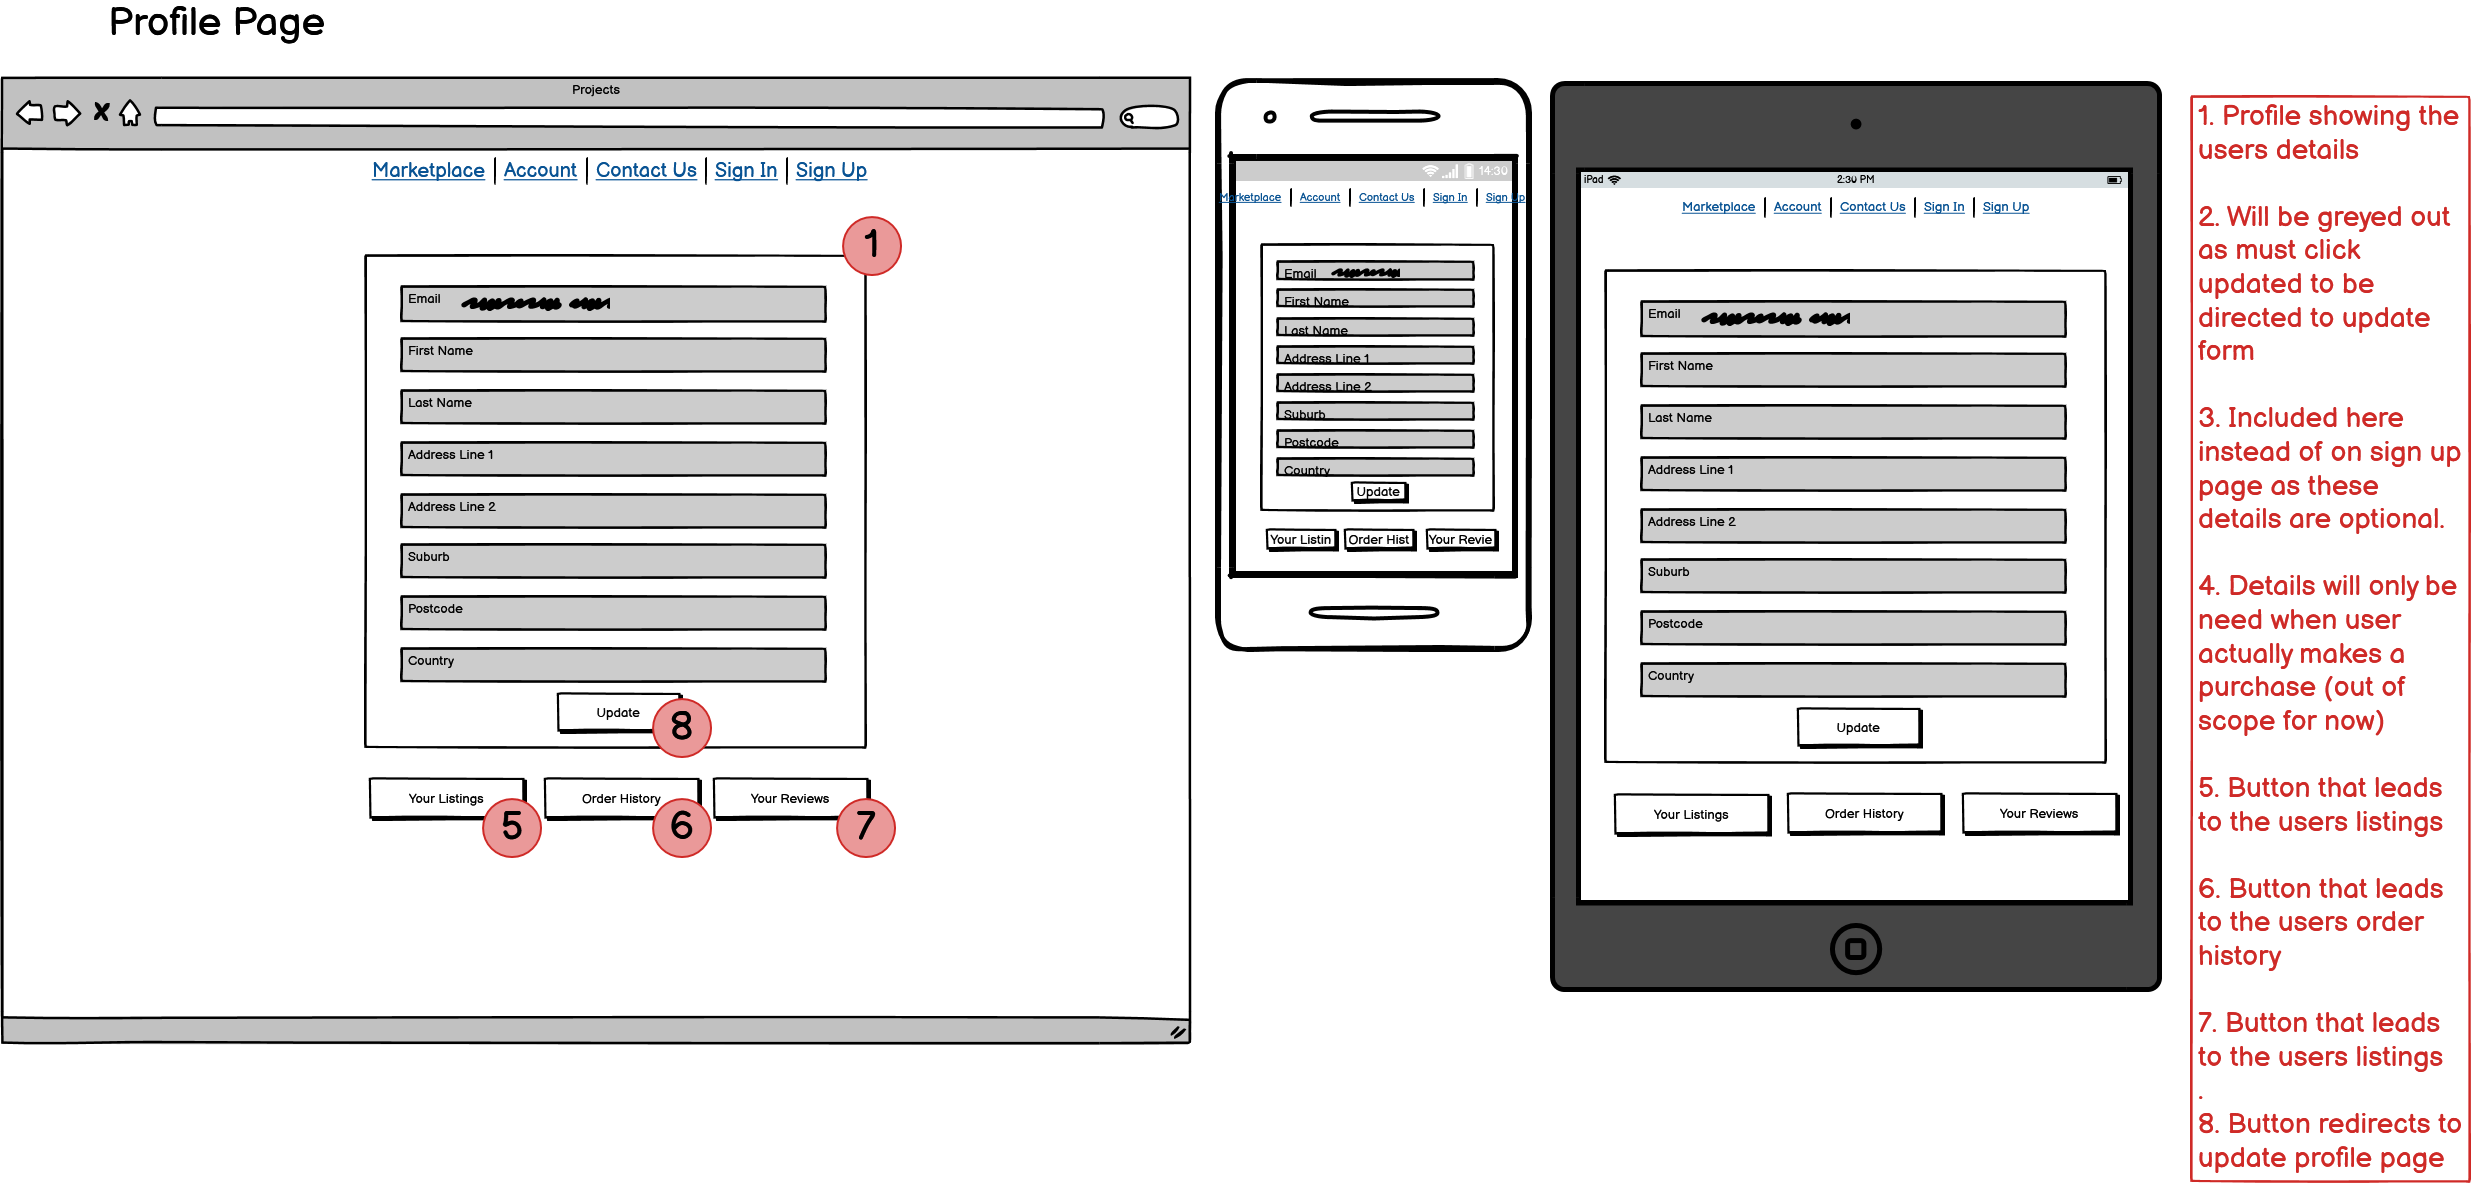 Profile Page
Projects
Marketplace | Account | Contact Us | Sign In | Sign Up
1
Email
First Name
Last Name
Address Line 1
Address Line 2
Suburb
Postcode
Country
Update
8
Your Listings
Order History
Your Reviews
5
6
7
14:30
Marketplace | Account | Contact Us | Sign In | Sign Up
Email
First Name
Last Name
Address Line 1
Address Line 2
Suburb
Postcode
Country
Update
Your Listin
Order Hist
Your Revie
iPad
2:30 PM
Marketplace | Account | Contact Us | Sign In | Sign Up
Email
First Name
Last Name
Address Line 1
Address Line 2
Suburb
Postcode
Country
Update
Your Listings
Order History
Your Reviews
1. Profile showing the
users details
2. Will be greyed out
as must click
updated to be
directed to update
form
3. Included here
instead of on sign up
page as these
details are optional.
4. Details will only be
need when user
actually makes a
purchase (out of
scope for now)
5. Button that leads
to the users listings
6. Button that leads
to the users order
history
7. Button that leads
to the users listings
.
8. Button redirects to
update profile page